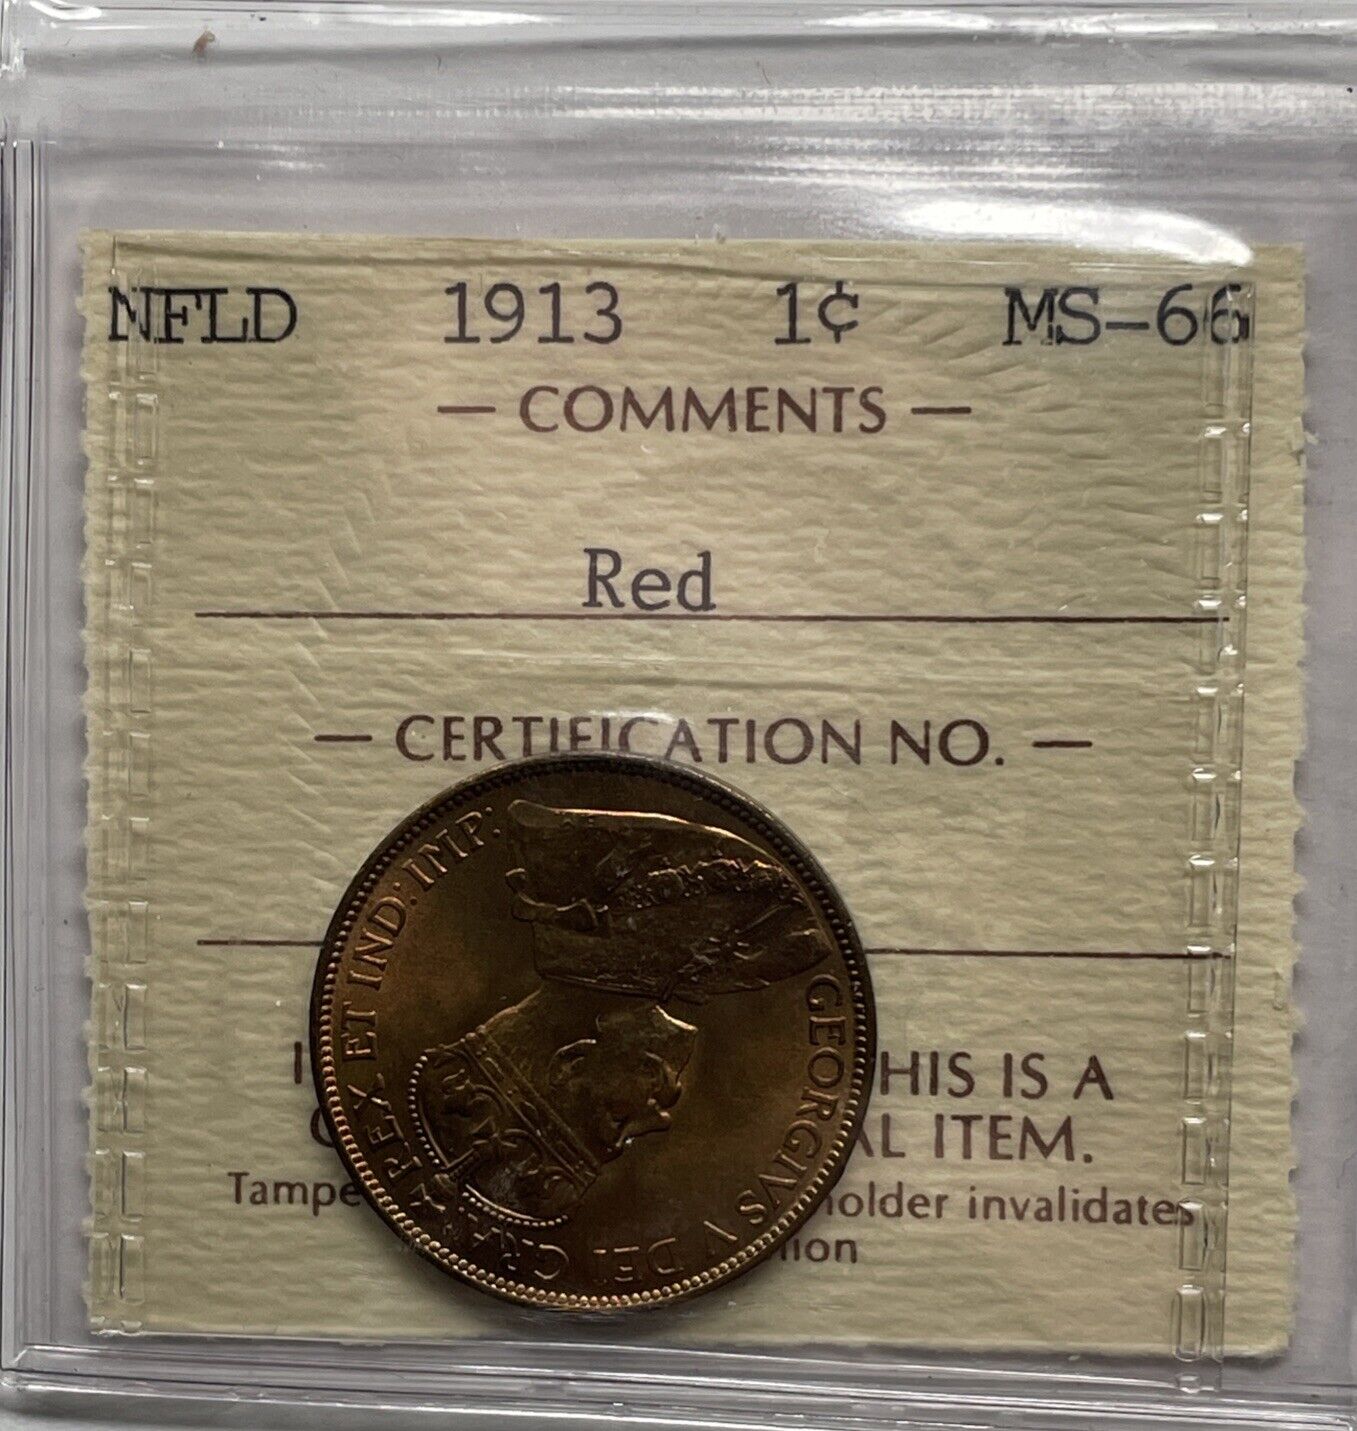 NFLD 1913 1¢ MS-66
— COMMENTS —
Red
— CERTIFICATION NO. —
HIS IS A
AL ITEM.
Tampe holder invalidates
nion
GEORGIVS V DEI GRA: REX ET IND: IMP: